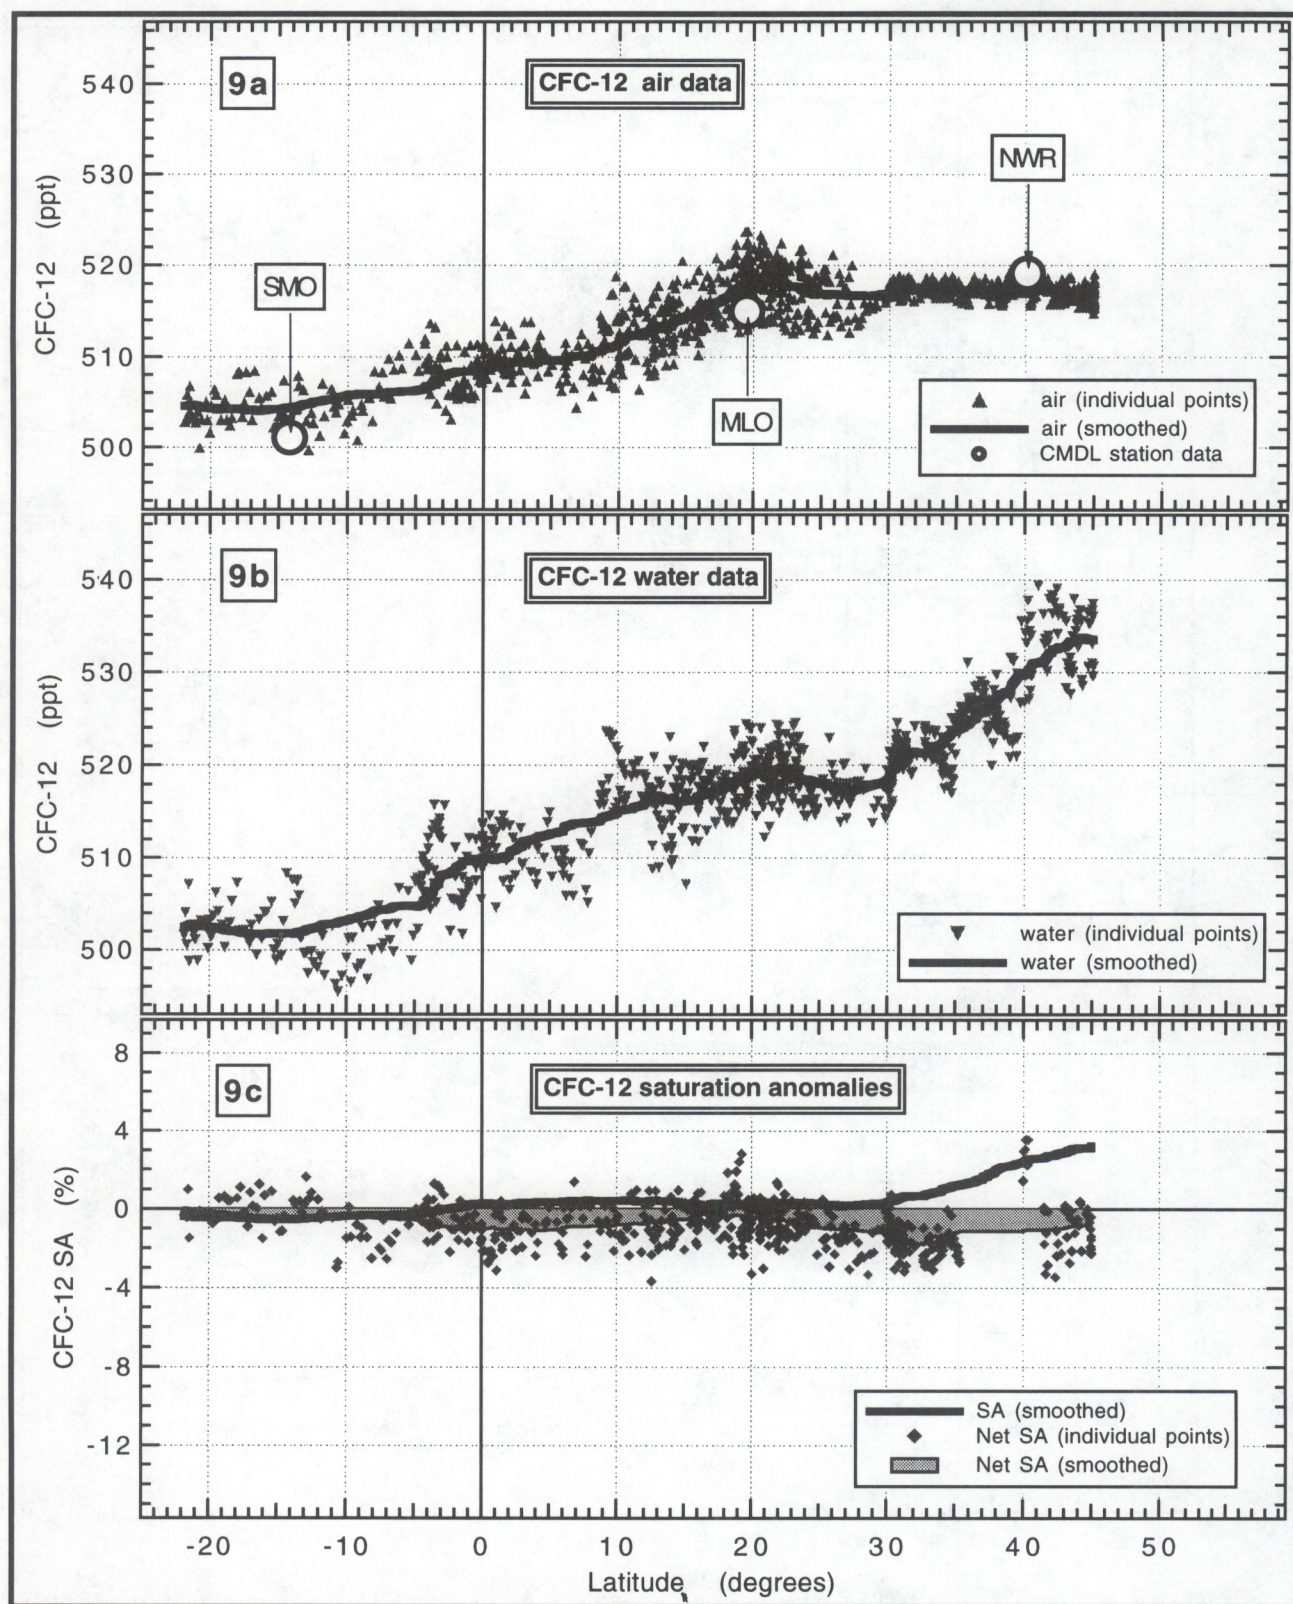 9a
CFC-12 air data
540
530
520
510
500
CFC-12 (ppt)
SMO
NWR
MLO
air (individual points)
air (smoothed)
CMDL station data
9b
CFC-12 water data
540
530
520
510
500
CFC-12 (ppt)
water (individual points)
water (smoothed)
9c
CFC-12 saturation anomalies
8
4
0
-4
-8
-12
CFC-12 SA (%)
SA (smoothed)
Net SA (individual points)
Net SA (smoothed)
-20 -10 0 10 20 30 40 50
Latitude (degrees)